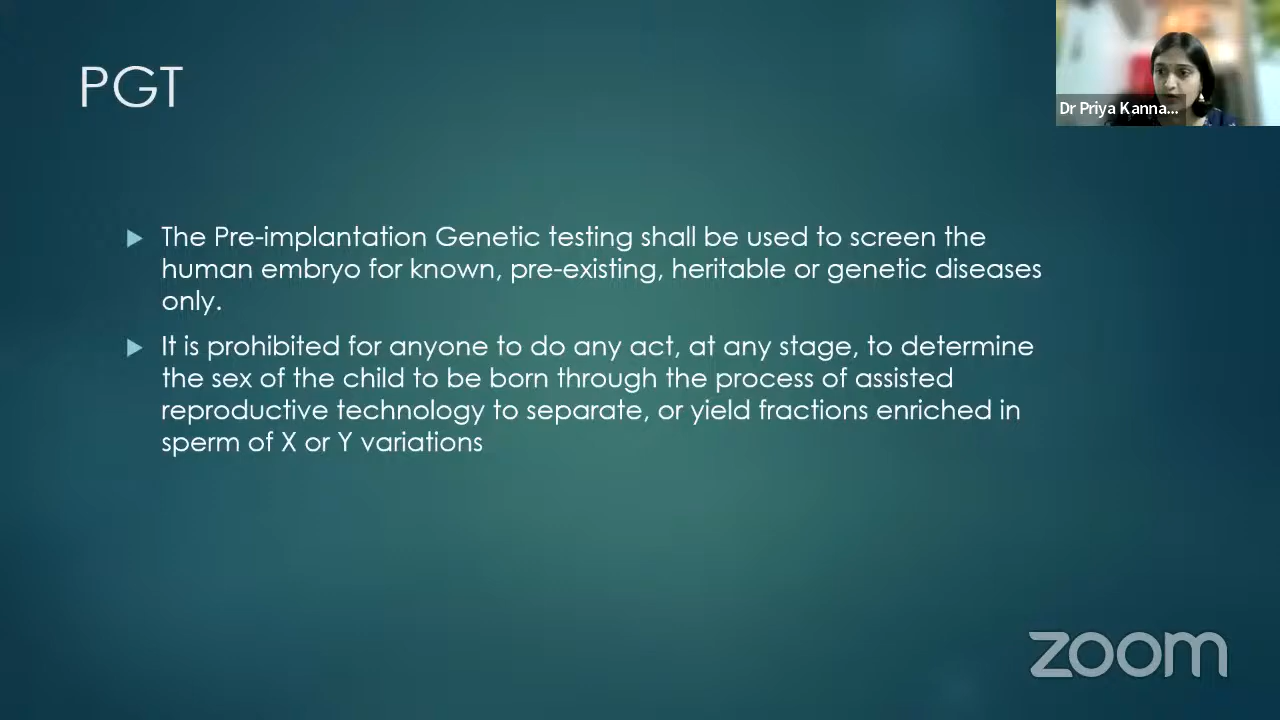 PGT
Dr Priya Kanna...
The Pre-implantation Genetic testing shall be used to screen the
human embryo for known, pre-existing, heritable or genetic diseases
only.
It is prohibited for anyone to do any act, at any stage, to determine
the sex of the child to be born through the process of assisted
reproductive technology to separate, or yield fractions enriched in
sperm of X or Y variations
zoom